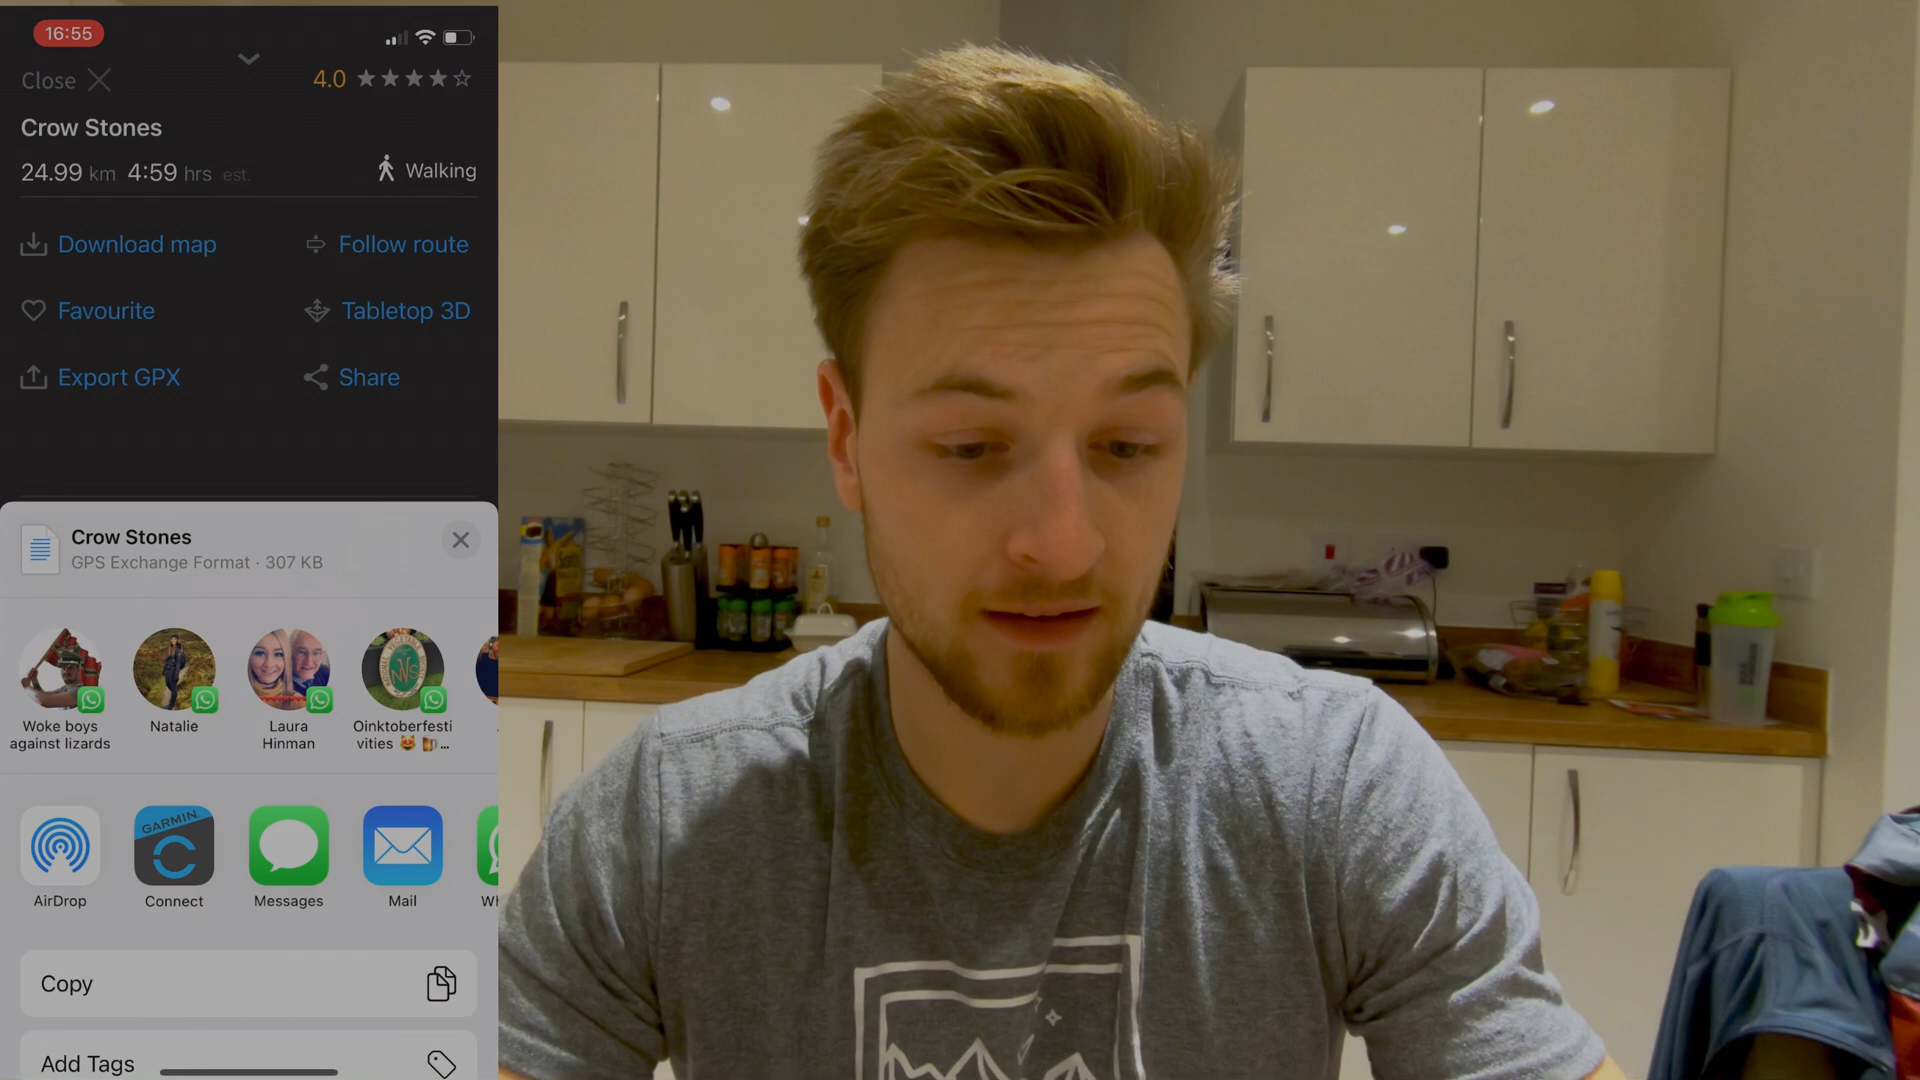 16:55
Close
4.0
Crow Stones
24.99 km 4:59 hrs est.
Walking
Download map
Follow route
Favourite
Tabletop 3D
Export GPX
Share
Crow Stones
GPS Exchange Format · 307 KB
Woke boys
against lizards
Natalie
Laura
Hinman
Oinktoberfesti
vities 😻 🍺...
GARMIN.
AirDrop
Connect
Messages
Mail
Wh
Copy
Add Tags